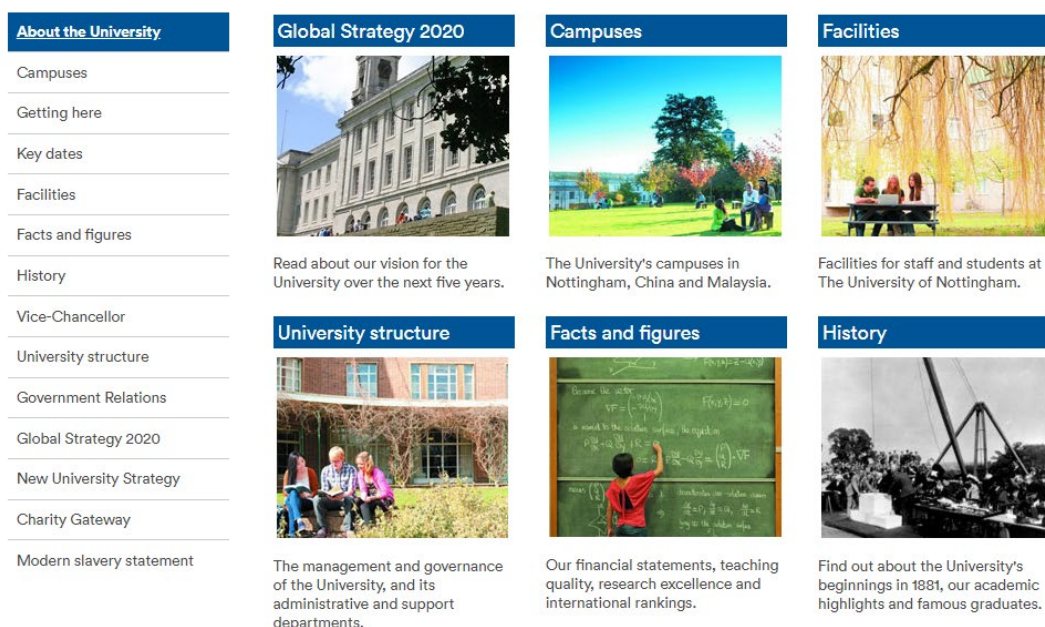 About the University
Campuses
Getting here
Key dates
Facilities
Facts and figures
History
Vice-Chancellor
University structure
Government Relations
Global Strategy 2020
New University Strategy
Charity Gateway
Modern slavery statement
Global Strategy 2020
Read about our vision for the
University over the next five years.
Campuses
The University's campuses in
Nottingham, China and Malaysia.
Facilities
Facilities for staff and students at
The University of Nottingham.
University structure
The management and governance
of the University, and its
administrative and support
departments.
Facts and figures
Our financial statements, teaching
quality, research excellence and
international rankings.
History
Find out about the University's
beginnings in 1881, our academic
highlights and famous graduates.